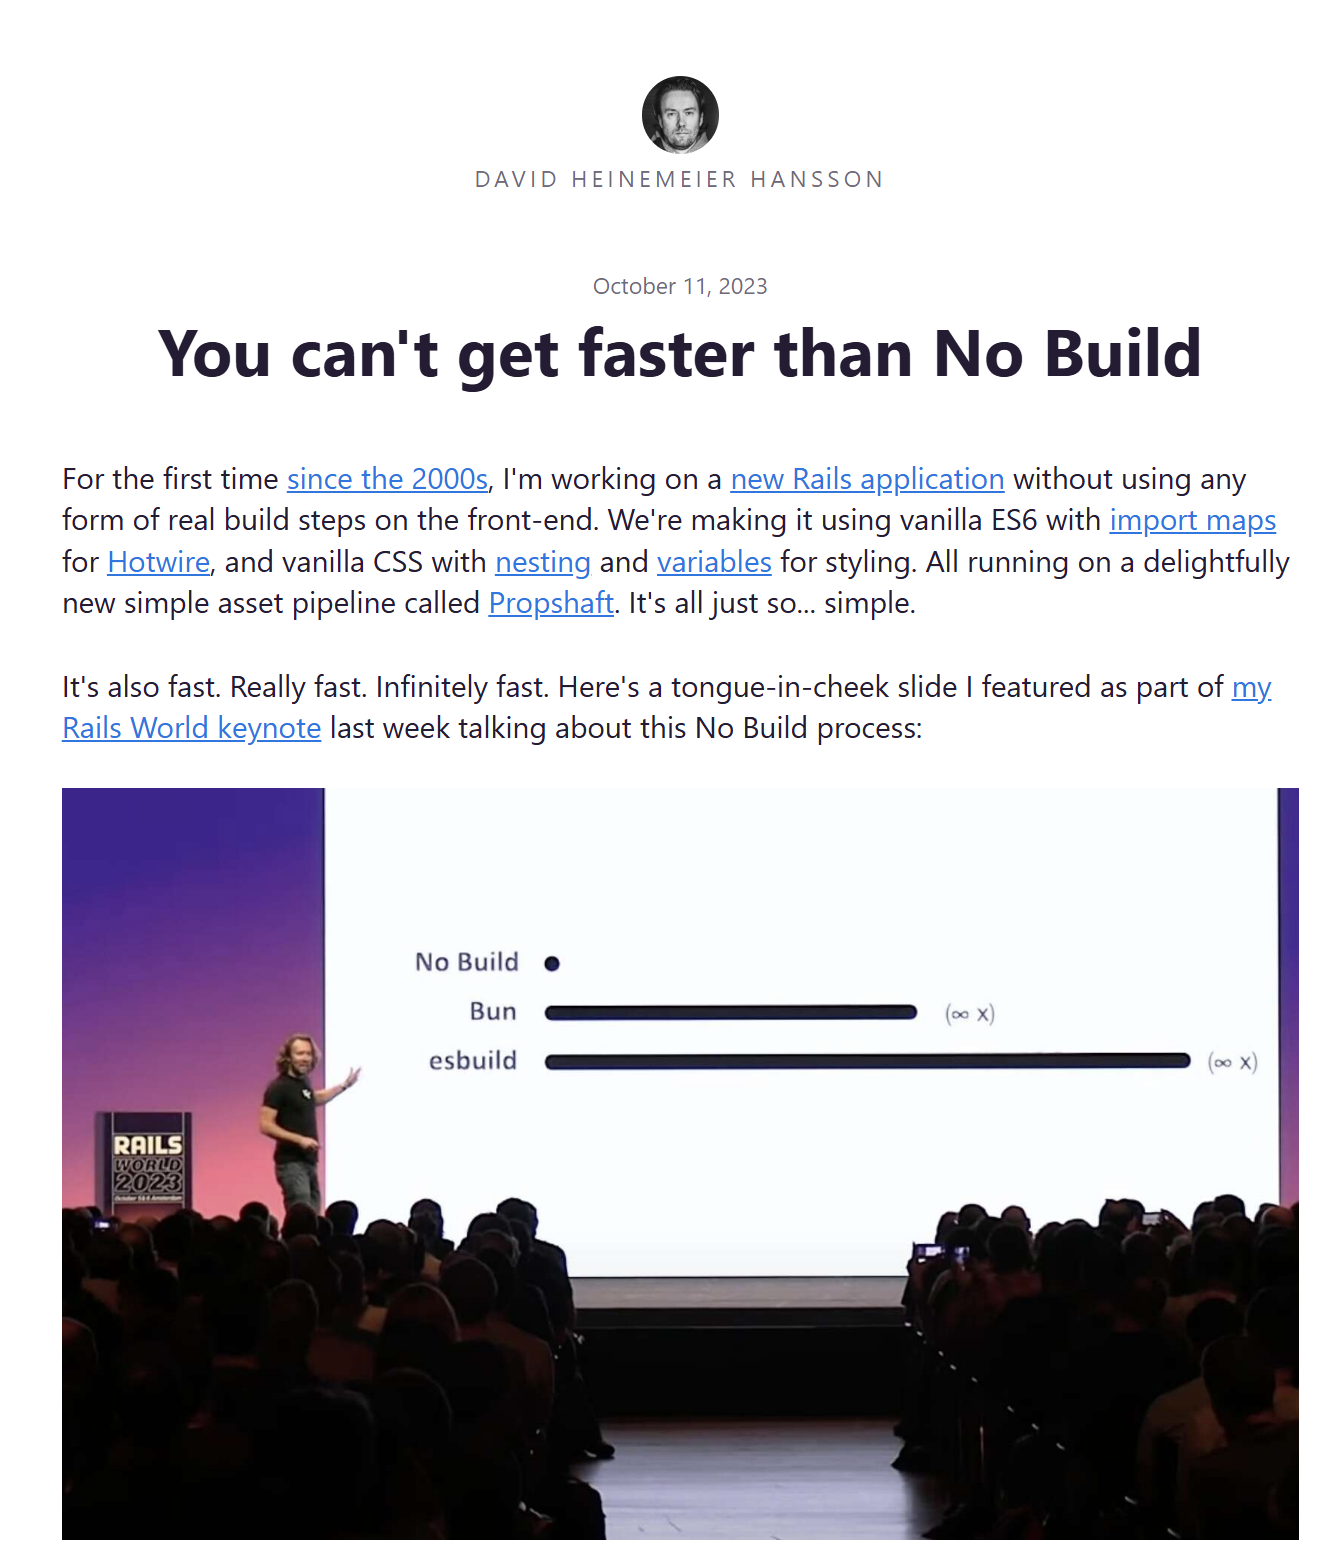 DAVID HEINEMEIER HANSSON
October 11, 2023
You can't get faster than No Build
For the first time since the 2000s, I'm working on a new Rails application without using any
form of real build steps on the front-end. We're making it using vanilla ES6 with import maps
for Hotwire, and vanilla CSS with nesting and variables for styling. All running on a delightfully
new simple asset pipeline called Propshaft. It's all just so... simple.
It's also fast. Really fast. Infinitely fast. Here's a tongue-in-cheek slide I featured as part of my
Rails World keynote last week talking about this No Build process:
No Build
Bun (∞ x)
esbuild (∞ x)
RAILS
WORLD
2023
October 5&6 Amsterdam